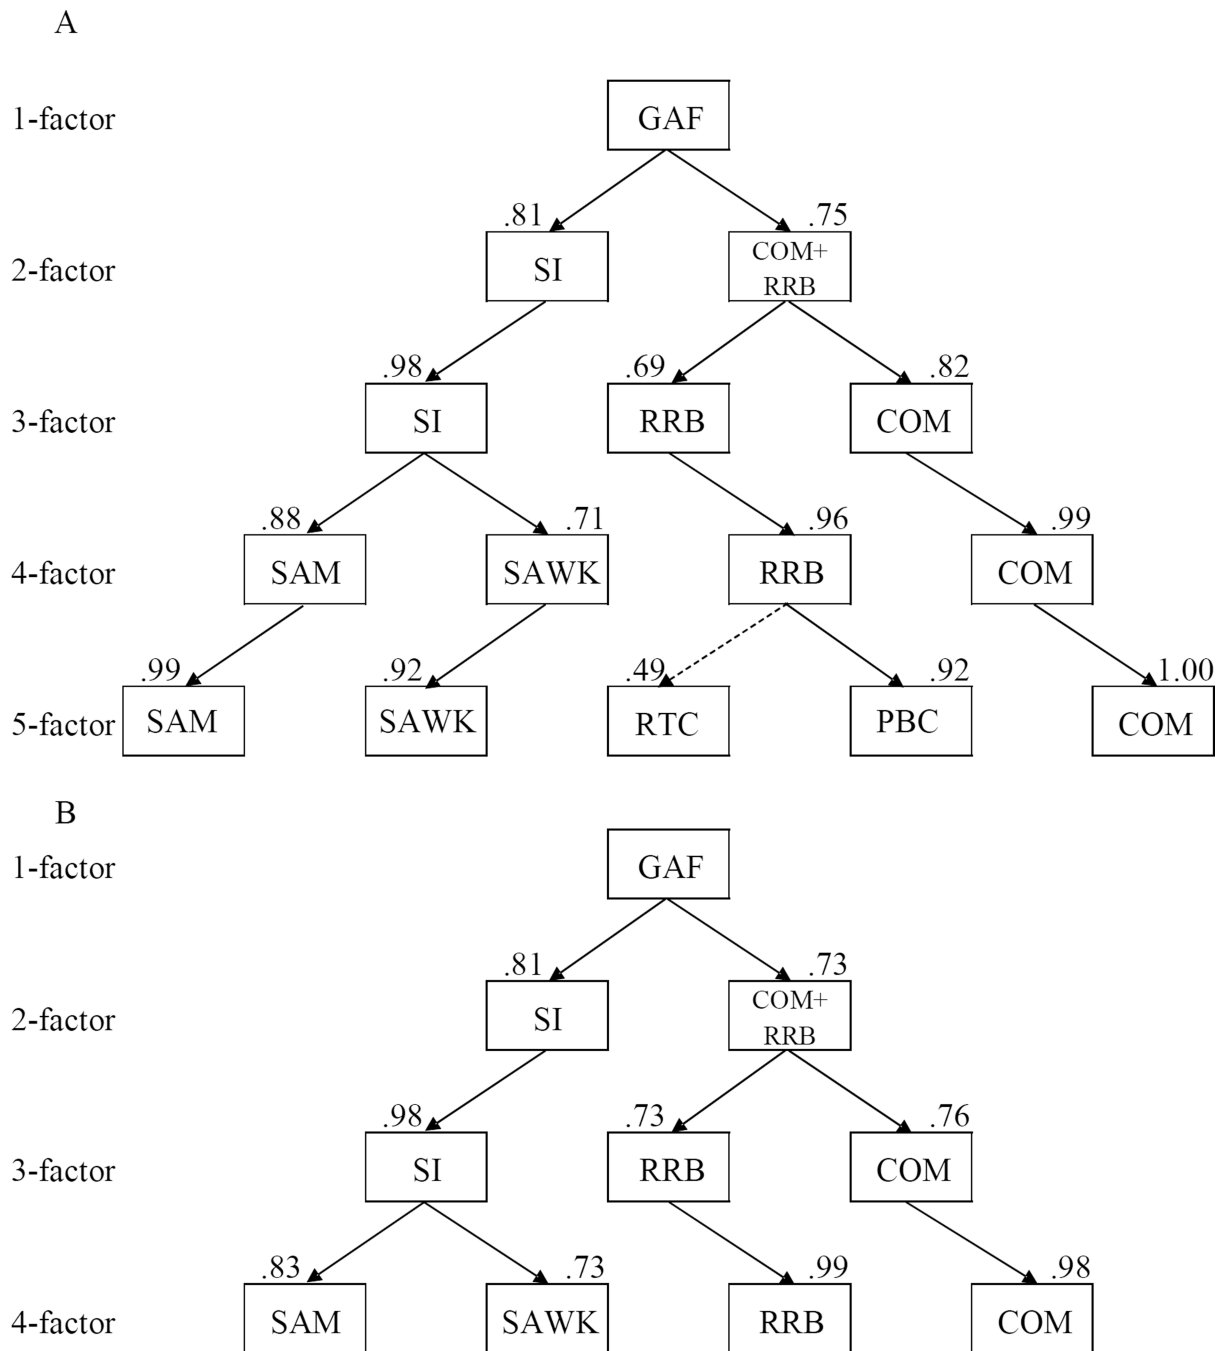 A
1-factor
GAF
.81
.75
2-factor
SI
COM+
RRB
.98
.69
.82
3-factor
SI
RRB
COM
.88
.71
.96
.99
4-factor
SAM
SAWK
RRB
COM
.99
.92
.49
.92
1.00
5-factor
SAM
SAWK
RTC
PBC
COM
B
1-factor
GAF
.81
.73
2-factor
SI
COM+
RRB
.98
.73
.76
3-factor
SI
RRB
COM
.83
.73
.99
.98
4-factor
SAM
SAWK
RRB
COM